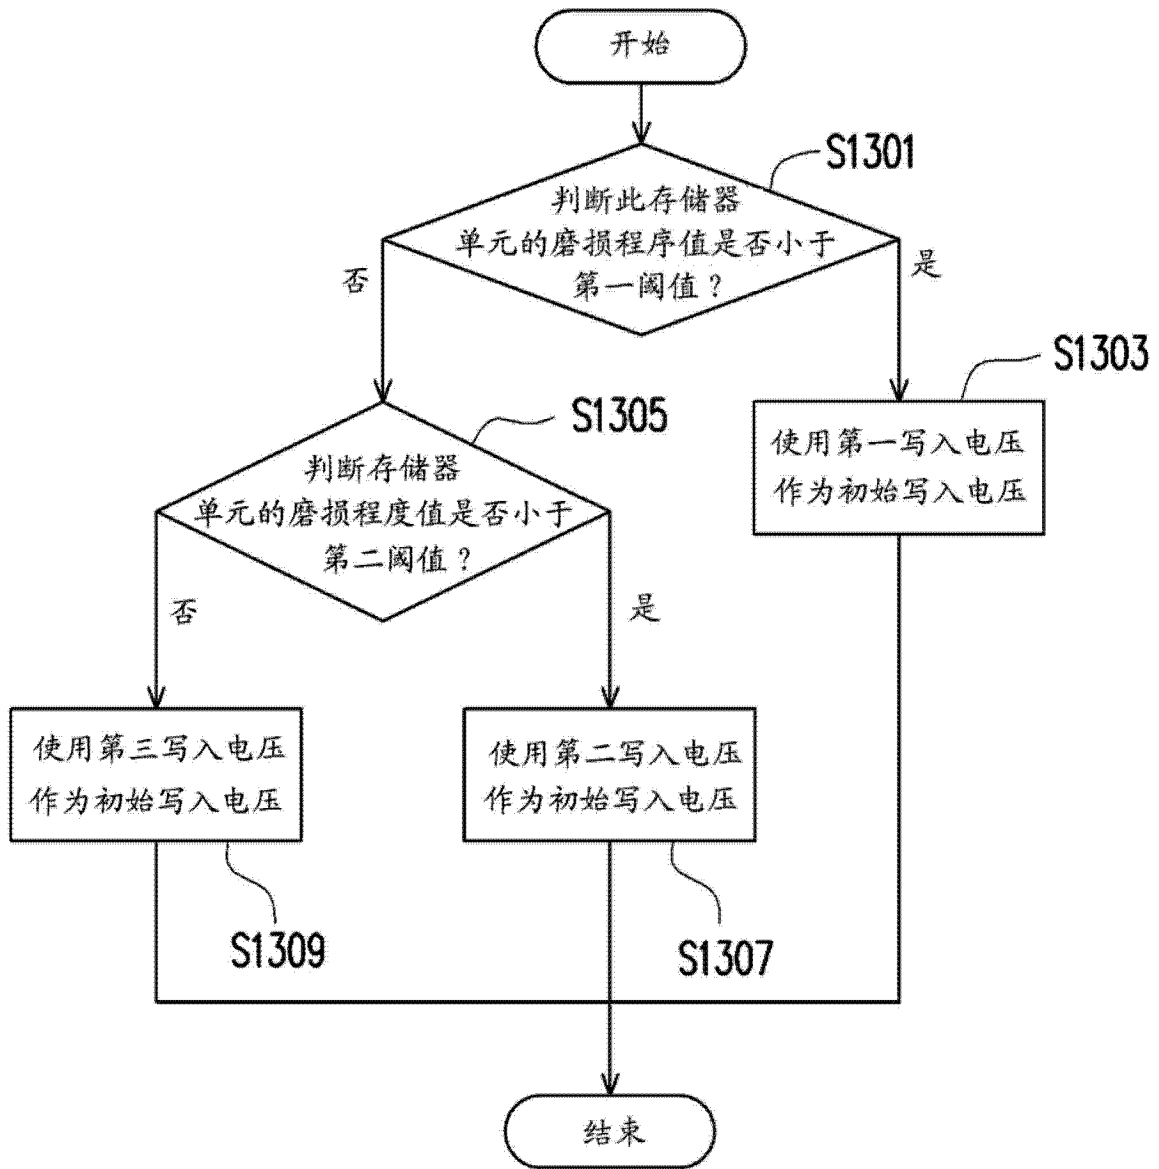 开始
S1301
判断此存储器
单元的磨损程序值是否小于
第一阈值？
否
是
S1303
使用第一写入电压
作为初始写入电压
S1305
判断存储器
单元的磨损程度值是否小于
第二阈值？
否
是
使用第三写入电压
作为初始写入电压
使用第二写入电压
作为初始写入电压
S1309
S1307
结束